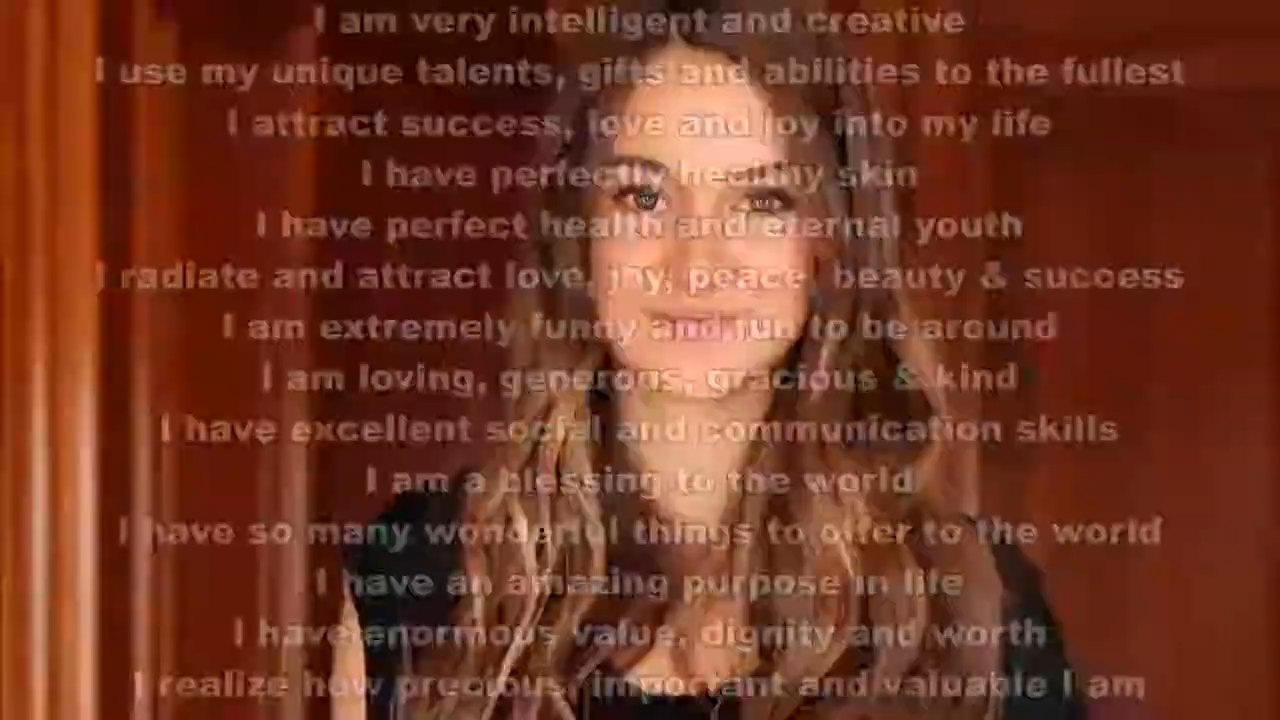 I am very intelligent and creative
I use my unique talents, gifts and abilities to the fullest
I attract success, love and joy into my life
I have perfectly healthy skin
I have perfect health and eternal youth
I radiate and attract love, joy, peace, beauty & success
I am extremely funny and fun to be around
I am loving, generous, gracious & kind
I have excellent social and communication skills
I am a blessing to the world
I have so many wonderful things to offer to the world
I have an amazing purpose in life
I have enormous value, dignity and worth
I realize how precious, important and valuable I am